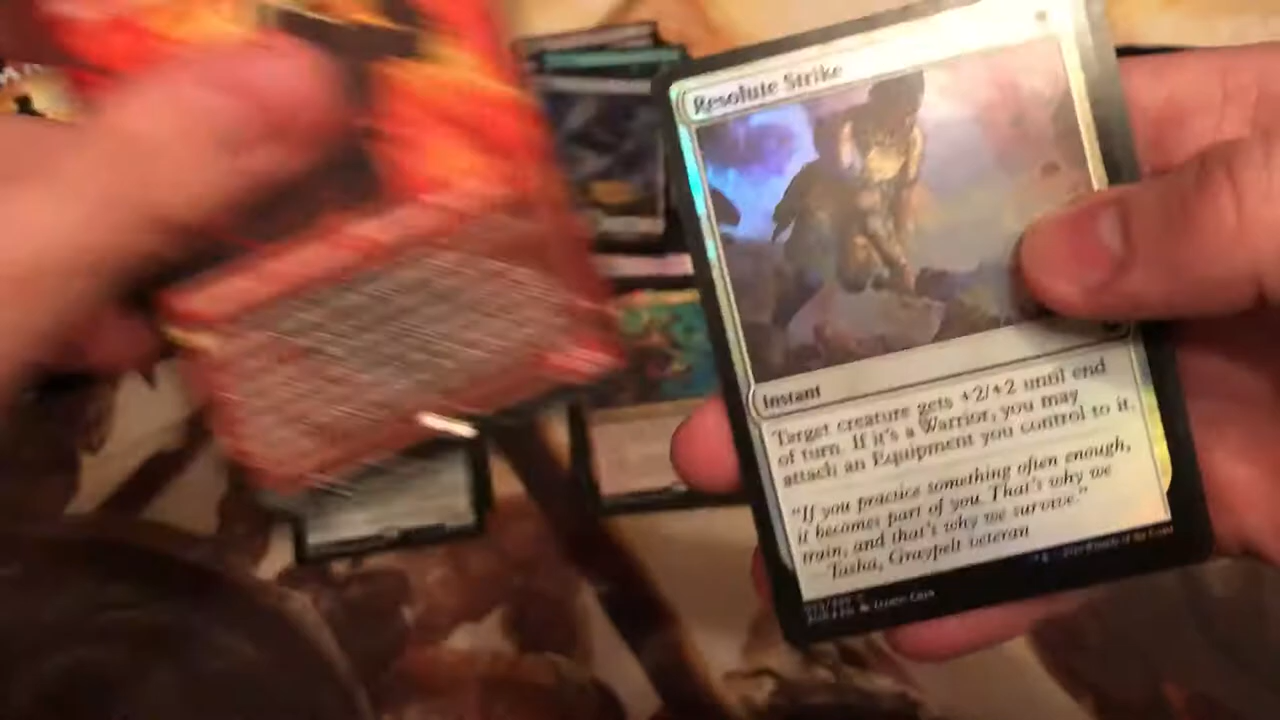 Resolute Strike
Instant
Target creature gets +2/+2 until end
of turn. If it's a Warrior, you may
attach an Equipment you control to it.
"If you practice something often enough,
it becomes part of you. That's why we
train, and that's why we survive."
Tasha, Graypelt veteran